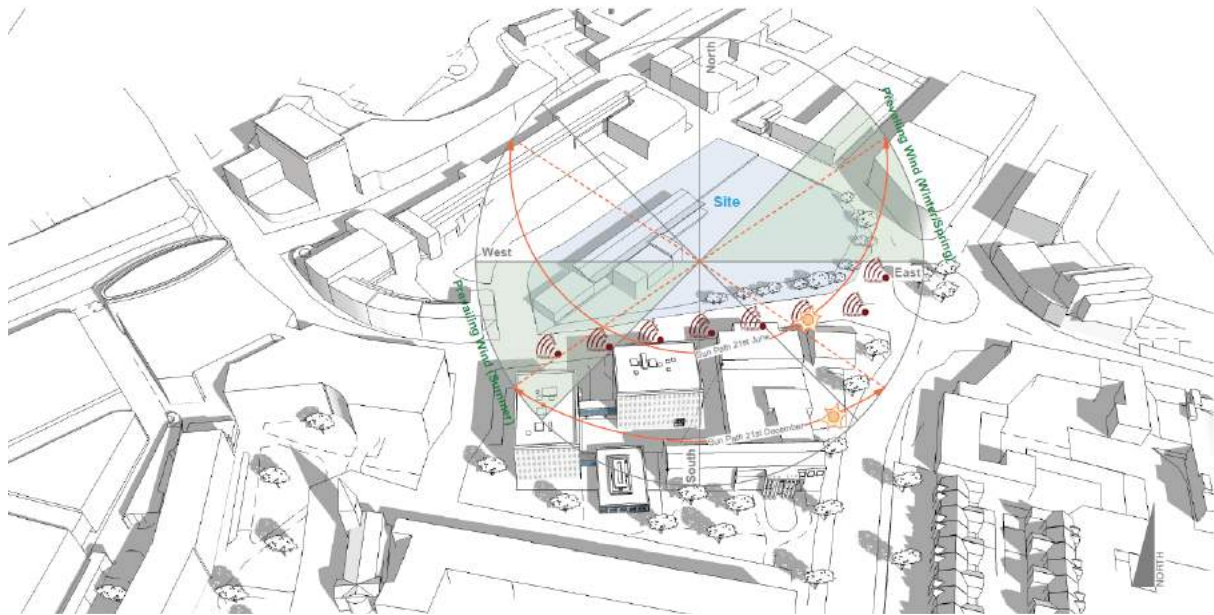 North
Prevailing Wind (Winter/Spring)
Site
West
East
Prevailing Wind (Summer)
Sun Path 21st June
Sun Path 21st December
South
NORTH